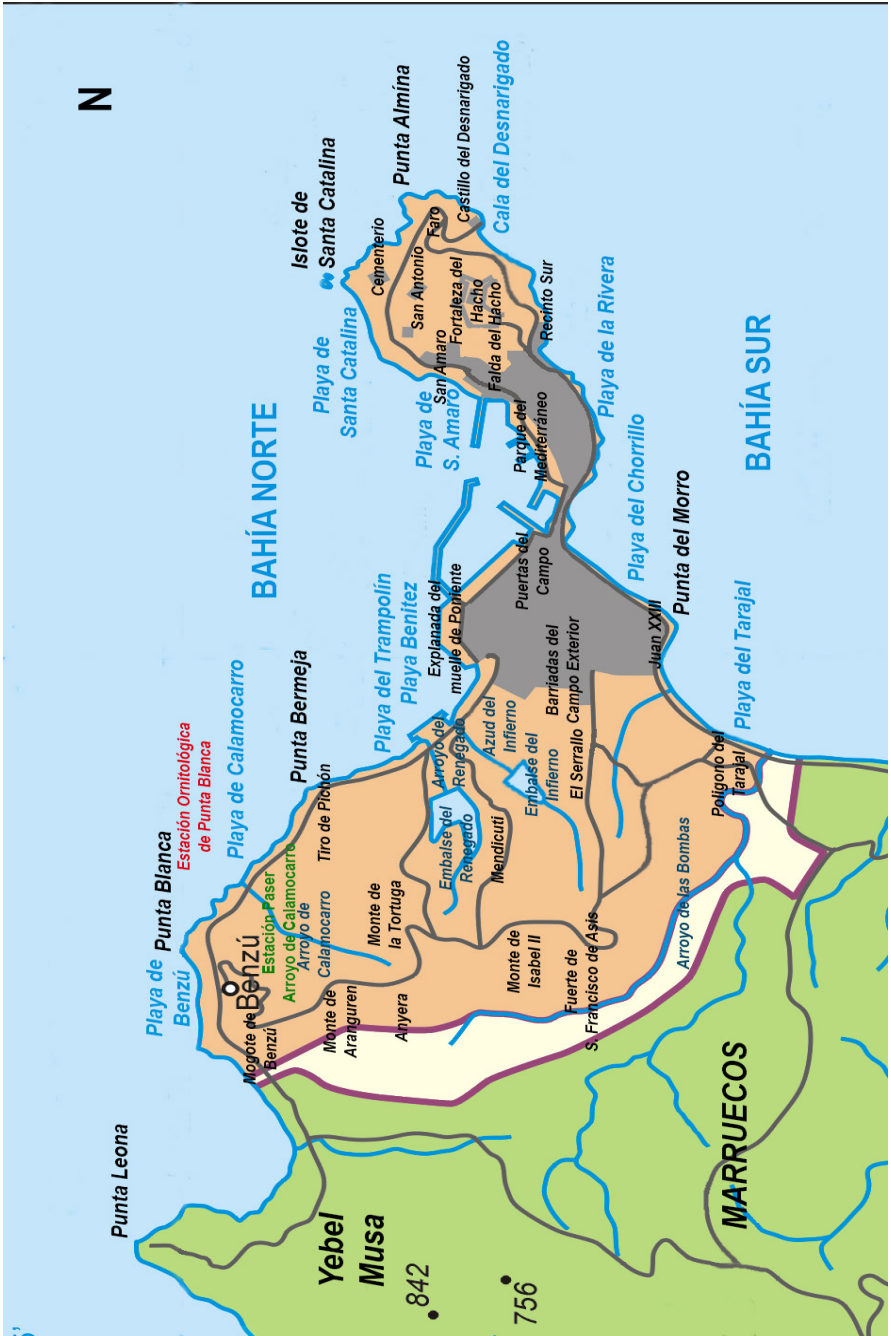 N
Islote de
Santa Catalina
Punta Almina
Castillo del Desnarigado
Cala del Desnarigado
Cementerio
Faro
San Antonio
Fortaleza del
Hacho
San Amaro
Falda del Hacho
Recinto Sur
Playa de
Santa Catalina
Playa de
S. Amaro
Parque del
Mediterráneo
Playa de la Rivera
BAHÍA NORTE
BAHÍA SUR
Playa del Chorrillo
Punta del Morro
Puertas del
Campo
Explanada del
muelle de Poniente
Playa del Trampolín
Playa Benitez
Juan XXIII
Barriadas del
Campo Exterior
Playa del Tarajal
Poligono del
Tarajal
Azud del
Infierno
Embalse del
Infierno
El Serrallo
Arroyo del
Renegado
Embalse del
Renegado
Mendicuti
Punta Bermeja
Tiro de Pichón
Playa de Calamocarro
Estación Ornitológica
de Punta Blanca
Punta Blanca
Estación Paser
Arroyo de Calamocarro
Arroyo de
Calamocarro
Monte de
la Tortuga
Monte de
Isabel II
Fuerte de
S. Francisco de Asis
Arroyo de las Bombas
Playa de
Benzú
Benzú
Mogote de
Benzú
Monte de
Aranguren
Anyera
Punta Leona
Yebel
Musa
842
756
MARRUECOS